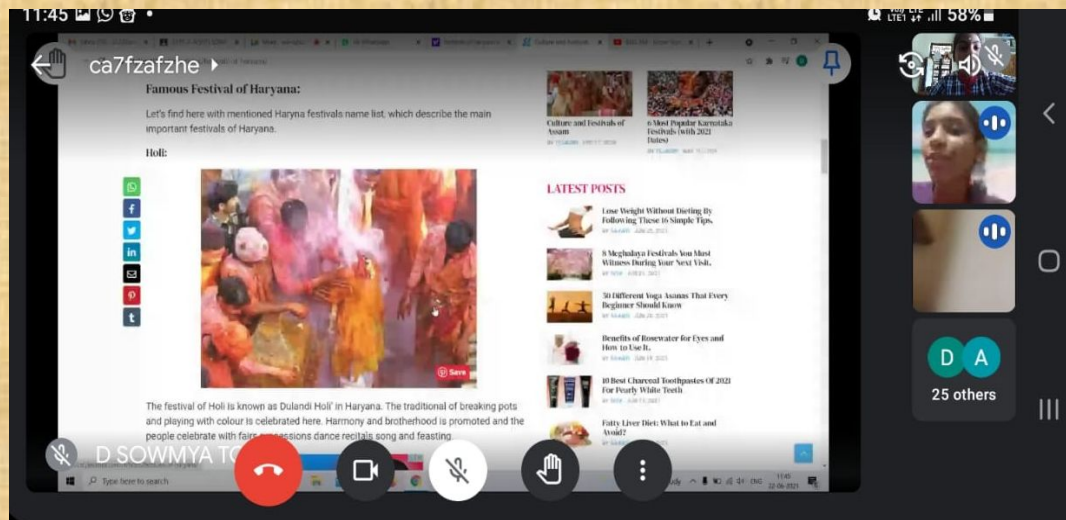 11:45
LTE1 58%
ca7fzafzhe
Famous Festival of Haryana:
Let's find here with mentioned Haryna festivals name list, which describe the main
important festivals of Haryana.
Holi:
Save
The festival of Holi is known as Dulandi Holi' in Haryana. The traditional of breaking pots
and playing with colour is celebrated here. Harmony and brotherhood is promoted and the
people celebrate with dance recitals song and feasting
Culture and Festivals of
Assam
6 Most Popular Karnataka
Festivals (with 2021
Dates)
LATEST POSTS
Lose Weight Without Dieting By
Following These 16 Simple Tips.
8 Meghalaya Festivals You Must
Witness During Your Next Visit.
30 Different Yoga Asanas That Every
Beginner Should Know
Benefits of Rosewater for Eyes and
How to Use It.
10 Best Charcoal Toothpastes Of 2021
For Pearly White Teeth
Fatty Liver Diet: What to Eat and
Avoid?
D SOWMYA
Type here to search
ENG
11:45
22-06-2021
D A
25 others